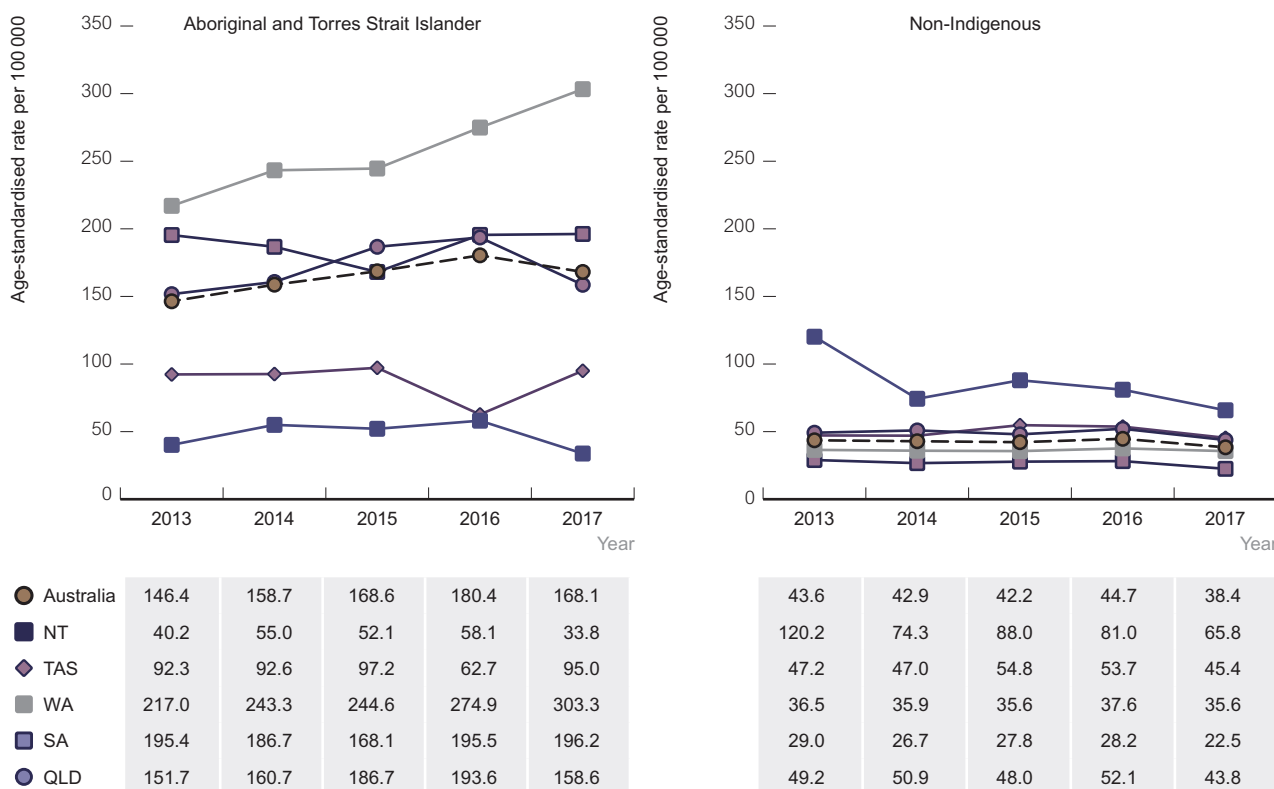 Age-standardised rate per 100 000
Aboriginal and Torres Strait Islander
350
300
250
200
150
100
50
0
2013 2014 2015 2016 2017
Year
Age-standardised rate per 100 000
Non-Indigenous
350
300
250
200
150
100
50
0
2013 2014 2015 2016 2017
Year
Australia 146.4 158.7 168.6 180.4 168.1 43.6 42.9 42.2 44.7 38.4
NT 40.2 55.0 52.1 58.1 33.8 120.2 74.3 88.0 81.0 65.8
TAS 92.3 92.6 97.2 62.7 95.0 47.2 47.0 54.8 53.7 45.4
WA 217.0 243.3 244.6 274.9 303.3 36.5 35.9 35.6 37.6 35.6
SA 195.4 186.7 168.1 195.5 196.2 29.0 26.7 27.8 28.2 22.5
QLD 151.7 160.7 186.7 193.6 158.6 49.2 50.9 48.0 52.1 43.8